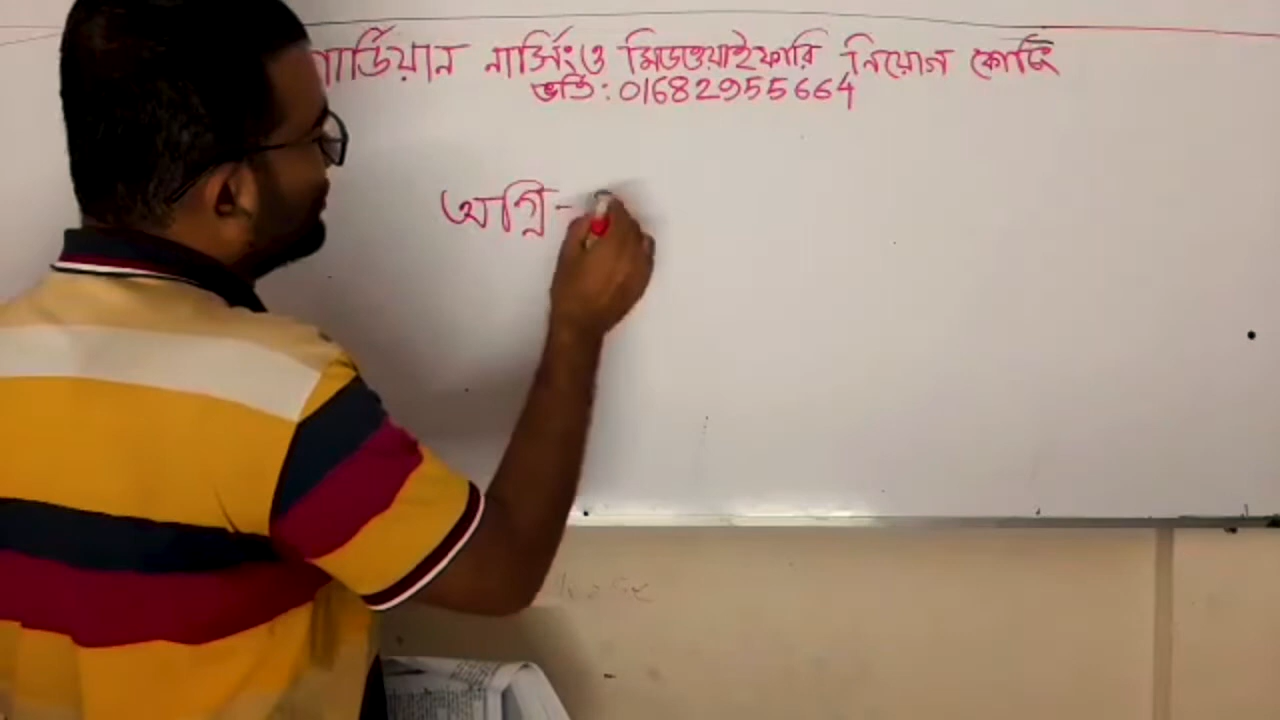 গার্ডিয়ান নার্সিংও মিডওয়াইফারি নিয়োগ কোচিং
ভর্তি : 01682955664
অগ্নি-